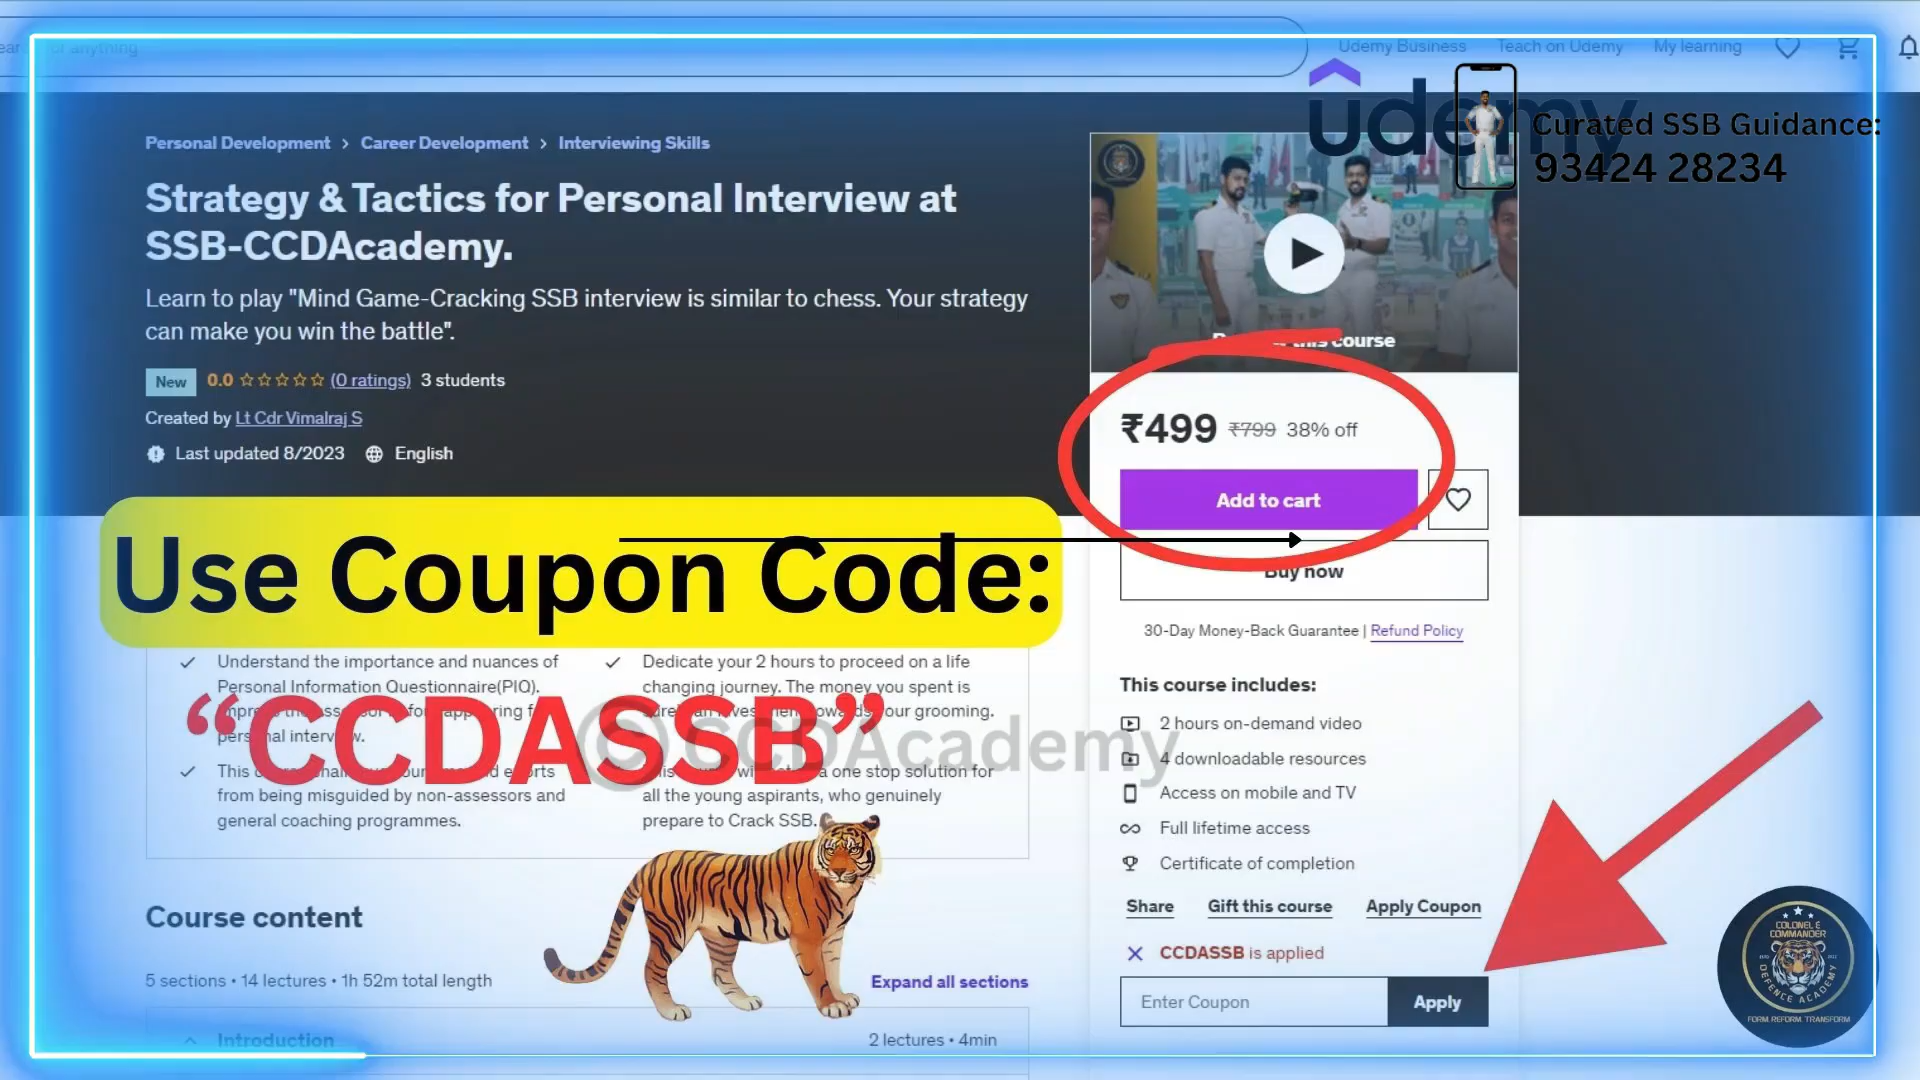 or anything
Udemy Business
Teach on Udemy
My learning
udemy
Curated SSB Guidance:
93424 28234
Personal Development > Career Development > Interviewing Skills
Strategy & Tactics for Personal Interview at
SSB-CCDAcademy.
Learn to play "Mind Game-Cracking SSB interview is similar to chess. Your strategy
can make you win the battle".
New 0.0 (0 ratings) 3 students
Created by Lt Cdr Vimalraj S
Last updated 8/2023 English
this course
₹499 ₹799 38% off
Add to cart
Buy now
30-Day Money-Back Guarantee | Refund Policy
Use Coupon Code:
“CCDASSB”
© CCDAcademy
Understand the importance and nuances of
Personal Information Questionnaire(PIQ).
personal interview.
This
from being misguided by non-assessors and
general coaching programmes.
Dedicate your 2 hours to proceed on a life
changing journey. The money you spent is
your grooming.
a one stop solution for
all the young aspirants, who genuinely
prepare to Crack SSB.
This course includes:
2 hours on-demand video
4 downloadable resources
Access on mobile and TV
Full lifetime access
Certificate of completion
Share Gift this course Apply Coupon
CCDASSB is applied
Enter Coupon Apply
Course content
5 sections • 14 lectures • 1h 52m total length
Expand all sections
Introduction
2 lectures • 4min
COLONEL &
COMMANDER
DEFENCE ACADEMY
FORM. REFORM. TRANSFORM